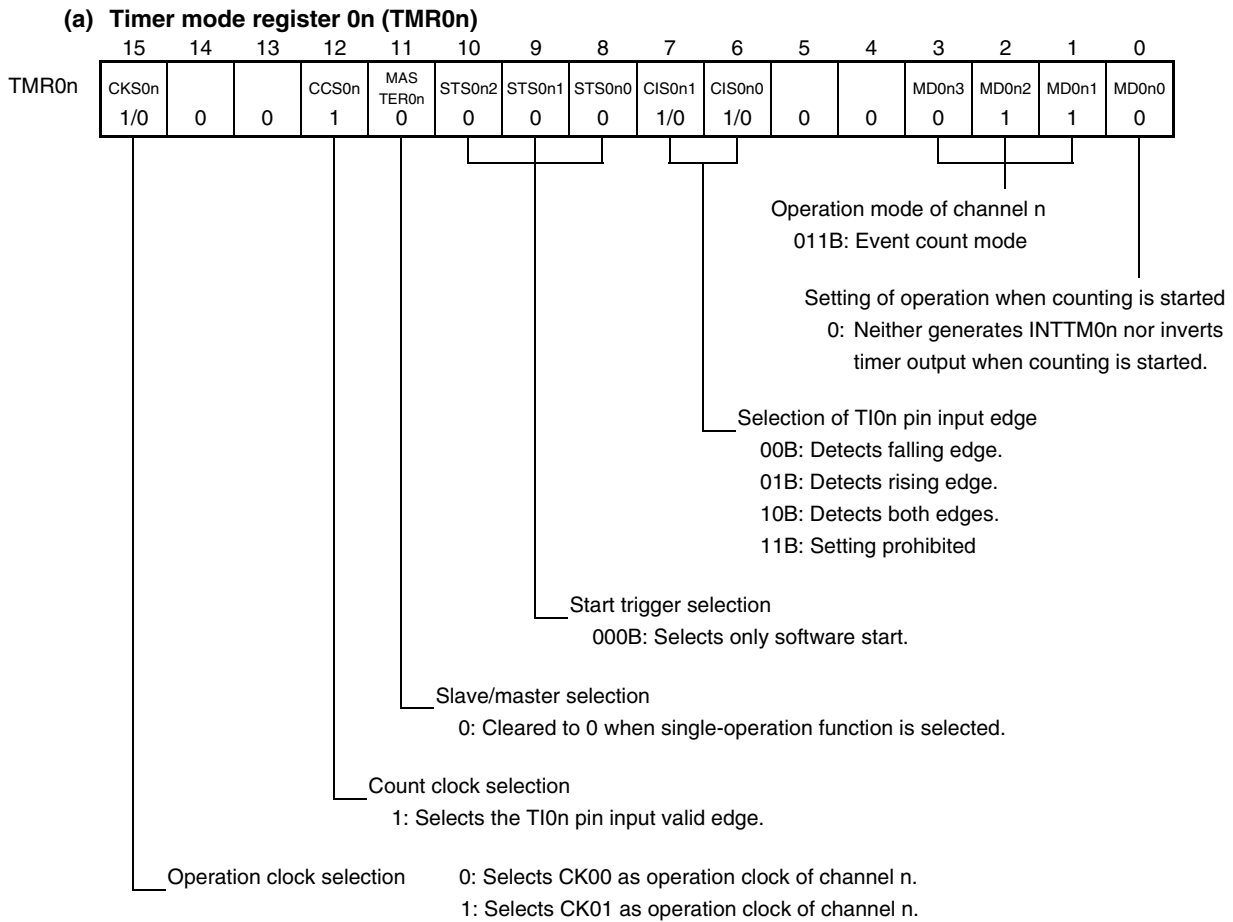 (a) Timer mode register 0n (TMR0n)
15 14 13 12 11 10 9 8 7 6 5 4 3 2 1 0
TMR0n CKS0n CCS0n MAS TER0n STS0n2 STS0n1 STS0n0 CIS0n1 CIS0n0 MD0n3 MD0n2 MD0n1 MD0n0
1/0 0 0 1 0 0 0 0 1/0 1/0 0 0 0 1 1 0
Operation mode of channel n
011B: Event count mode
Setting of operation when counting is started
0: Neither generates INTTM0n nor inverts
timer output when counting is started.
Selection of TI0n pin input edge
00B: Detects falling edge.
01B: Detects rising edge.
10B: Detects both edges.
11B: Setting prohibited
Start trigger selection
000B: Selects only software start.
Slave/master selection
0: Cleared to 0 when single-operation function is selected.
Count clock selection
1: Selects the TI0n pin input valid edge.
Operation clock selection 0: Selects CK00 as operation clock of channel n.
1: Selects CK01 as operation clock of channel n.